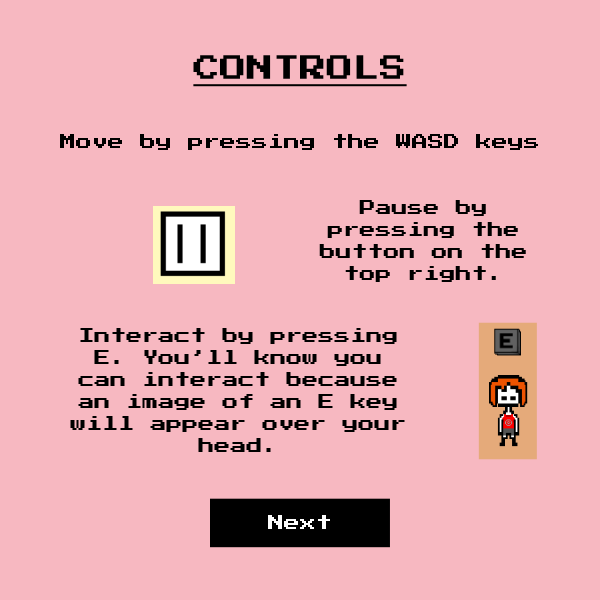 CONTROLS
Move by pressing the WASD keys
Pause by
pressing the
button on the
top right.
Interact by pressing
E. You'll know you
can interact because
an image of an E key
will appear over your
head.
E
Next